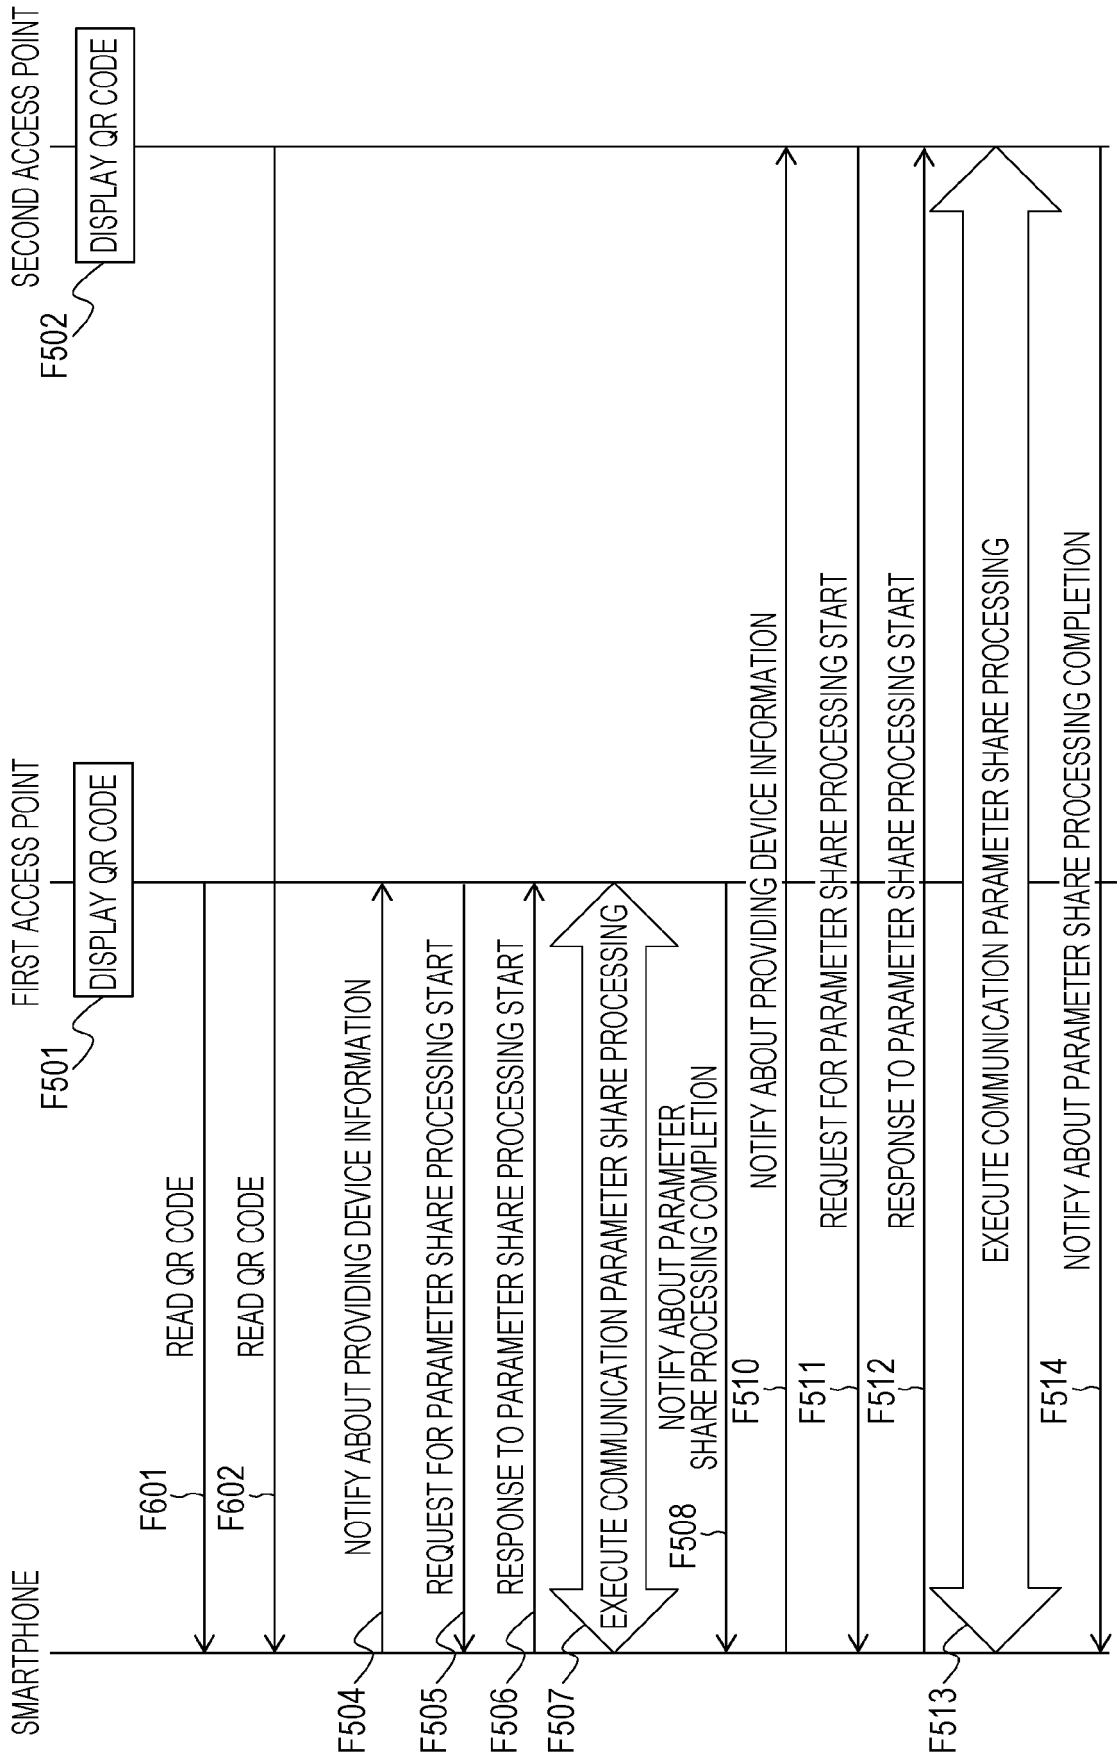 SMARTPHONE
FIRST ACCESS POINT
SECOND ACCESS POINT
F501
DISPLAY QR CODE
F502
DISPLAY QR CODE
F601
READ QR CODE
F602
READ QR CODE
F504
NOTIFY ABOUT PROVIDING DEVICE INFORMATION
F505
REQUEST FOR PARAMETER SHARE PROCESSING START
F506
RESPONSE TO PARAMETER SHARE PROCESSING START
F507
EXECUTE COMMUNICATION PARAMETER SHARE PROCESSING
F508
NOTIFY ABOUT PARAMETER
SHARE PROCESSING COMPLETION
F510
NOTIFY ABOUT PROVIDING DEVICE INFORMATION
F511
REQUEST FOR PARAMETER SHARE PROCESSING START
F512
RESPONSE TO PARAMETER SHARE PROCESSING START
F513
EXECUTE COMMUNICATION PARAMETER SHARE PROCESSING
F514
NOTIFY ABOUT PARAMETER SHARE PROCESSING COMPLETION